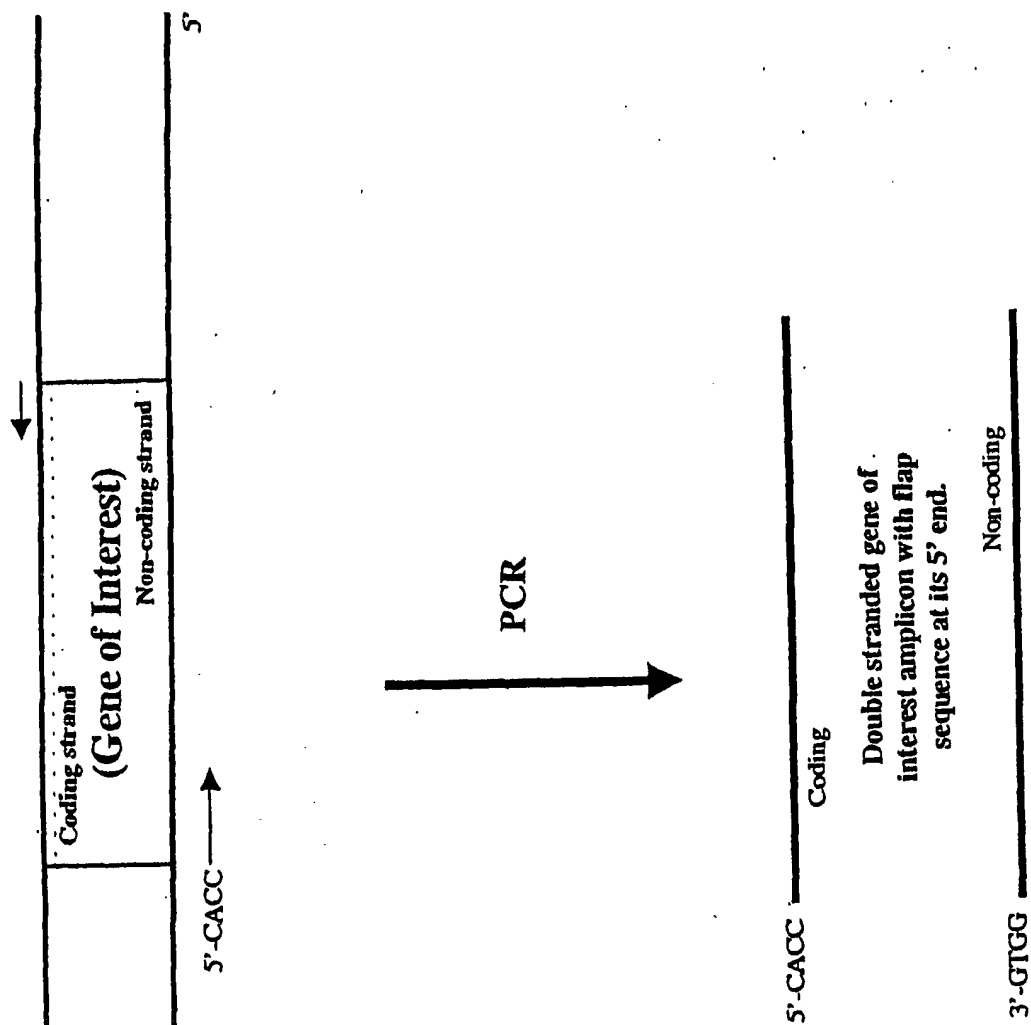 5'
Coding strand
(Gene of Interest)
Non-coding strand
5'-CACC
PCR
5'-CACC
Coding
Double stranded gene of
interest amplicon with flap
sequence at its 5' end.
Non-coding
3'-GTGG